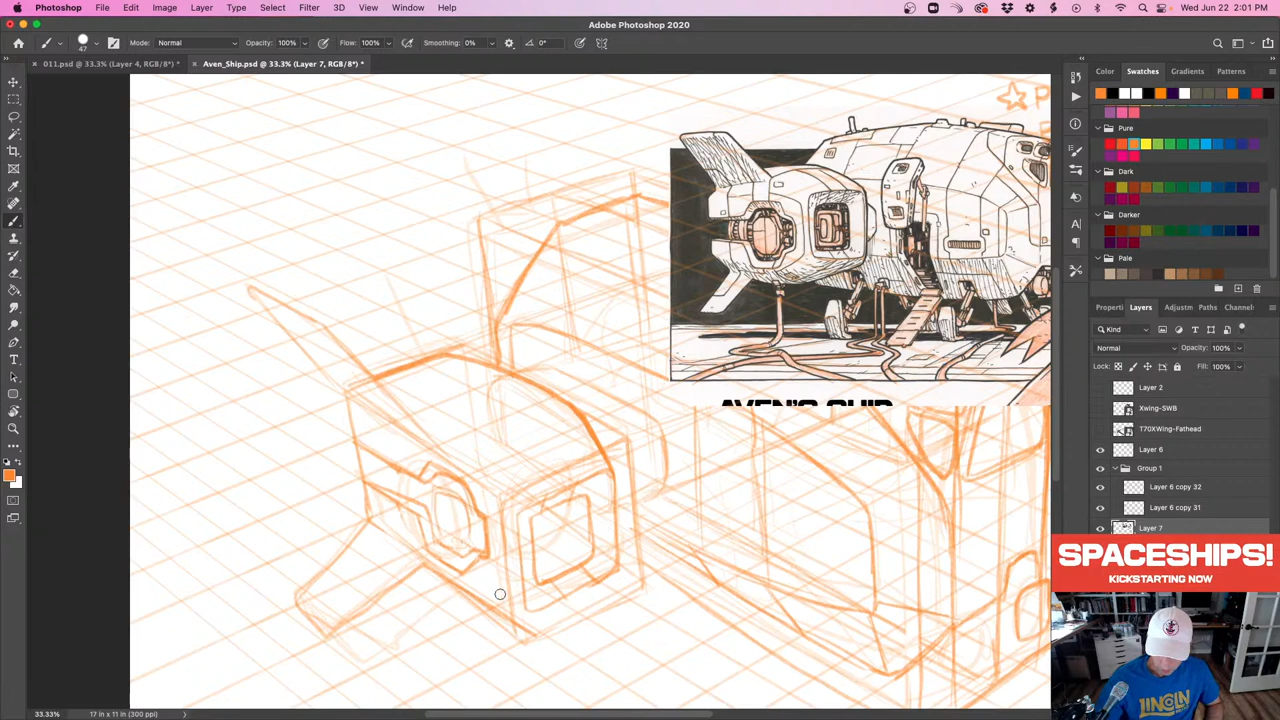 Photoshop File Edit Image Layer Type Select Filter 3D View Window Help Wed Jun 22 2:01 PM
Adobe Photoshop 2020
47 Mode: Normal Opacity: 100% Flow: 100% Smoothing: 0% 0°
011.psd @ 33.3% (Layer 4, RGB/8*) * Aven_Ship.psd @ 33.3% (Layer 7, RGB/8*) *
Color Swatches Gradients Patterns
Pure
Dark
Darker
Pale
Properti Layers Adjustm Paths Channel
Kind
Normal Opacity: 100%
Lock: Fill: 100%
Layer 2
Xwing-SWB
T70XWing-Fathead
Layer 6
Group 1
Layer 6 copy 32
Layer 6 copy 31
Layer 7
AVEN'S SHIP
SPACESHIPS!
KICKSTARTING NOW
LINCOLN
33.33% 17 in x 11 in (300 ppi)